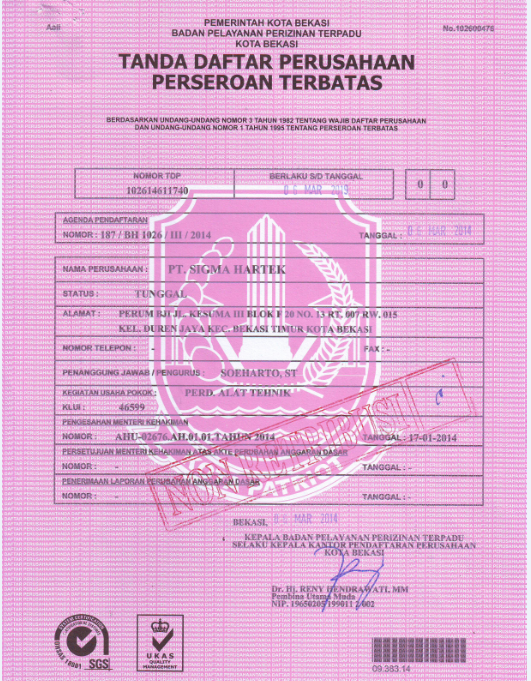 Asli
PEMERINTAH KOTA BEKASI
BADAN PELAYANAN PERIZINAN TERPADU
KOTA BEKASI
No.102600478
TANDA DAFTAR PERUSAHAAN
PERSEROAN TERBATAS
BERDASARKAN UNDANG-UNDANG NOMOR 3 TAHUN 1982 TENTANG WAJIB DAFTAR PERUSAHAAN
DAN UNDANG-UNDANG NOMOR 1 TAHUN 1995 TENTANG PERSEROAN TERBATAS
NOMOR TDP
102614611740
BERLAKU S/D TANGGAL
06 MAR 2019
0 0
AGENDA PENDAFTARAN
NOMOR : 187 / BH 1026 / III / 2014 TANGGAL : MAR 2014
NAMA PERUSAHAAN : PT. SIGMA HARTEK
STATUS : TUNGGAL
ALAMAT : PERUM BJI JL. KESUMA III BLOK F 20 NO. 13 RT. 007 RW. 015
KEL. DUREN JAYA KEC. BEKASI TIMUR KOTA BEKASI
NOMOR TELEPON : - FAX : -
PENANGGUNG JAWAB / PENGURUS : SOEHARTO, ST
KEGIATAN USAHA POKOK : PERD. ALAT TEHNIK
KLUI : 46599
PENGESAHAN MENTERI KEHAKIMAN
NOMOR : AHU-02676.AH.01.01.TAHUN 2014 TANGGAL : 17-01-2014
PERSETUJUAN MENTERI KEHAKIMAN ATAS AKTE PERUBAHAN ANGGARAN DASAR
NOMOR : - TANGGAL : -
PENERIMAAN LAPORAN PERUBAHAN ANGGARAN DASAR
NOMOR : - TANGGAL : -
NON RETRIBUSI
PATRIOT
BEKASI, MAR 2014
KEPALA BADAN PELAYANAN PERIZINAN TERPADU
SELAKU KEPALA KANTOR PENDAFTARAN PERUSAHAAN
KOTA BEKASI
Dr. Hj. RENY HENDRAWATI, MM
Pembina Utama Muda
NIP. 19650205 199011 2 002
SGS
UKAS
QUALITY
MANAGEMENT
09.383.14